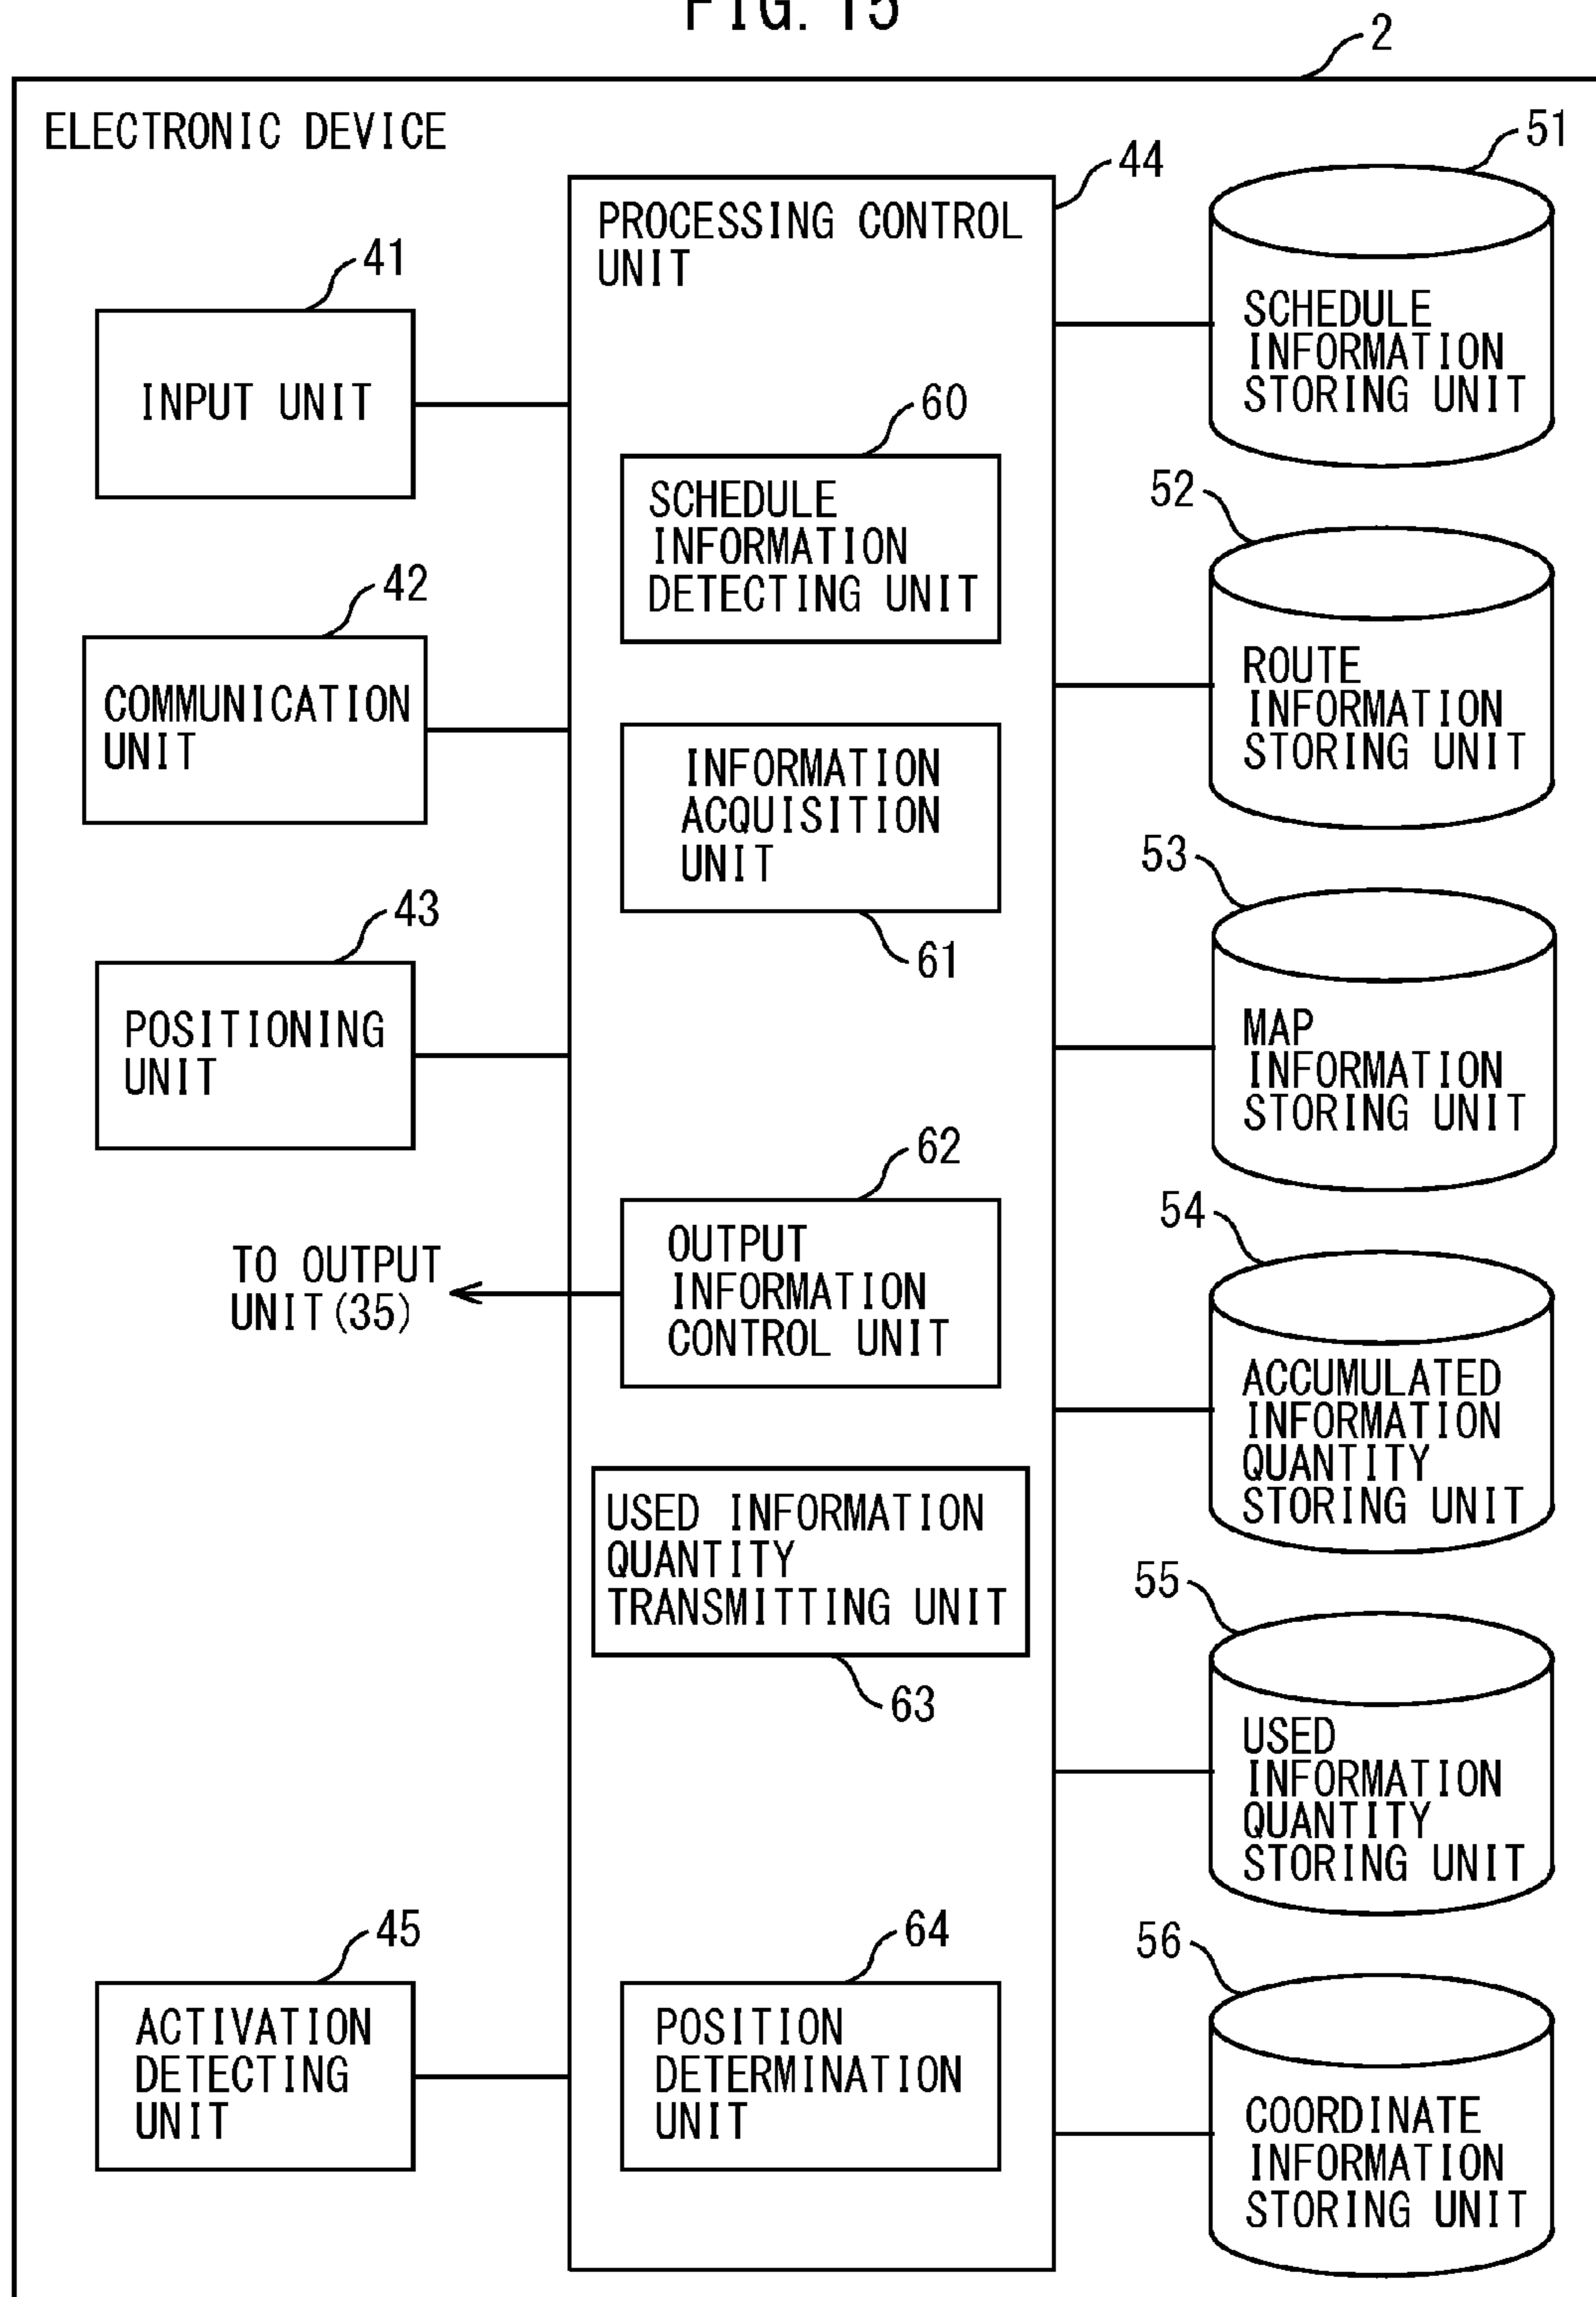 FIG. 15
2
ELECTRONIC DEVICE
51
44
PROCESSING CONTROL
UNIT
41
INPUT UNIT
SCHEDULE
INFORMATION
STORING UNIT
60
SCHEDULE
INFORMATION
DETECTING UNIT
52
42
COMMUNICATION
UNIT
ROUTE
INFORMATION
STORING UNIT
INFORMATION
ACQUISITION
UNIT
61
53
43
POSITIONING
UNIT
MAP
INFORMATION
STORING UNIT
62
OUTPUT
INFORMATION
CONTROL UNIT
TO OUTPUT
UNIT(35)
54
ACCUMULATED
INFORMATION
QUANTITY
STORING UNIT
USED INFORMATION
QUANTITY
TRANSMITTING UNIT
63
55
USED
INFORMATION
QUANTITY
STORING UNIT
45
ACTIVATION
DETECTING
UNIT
64
POSITION
DETERMINATION
UNIT
56
COORDINATE
INFORMATION
STORING UNIT